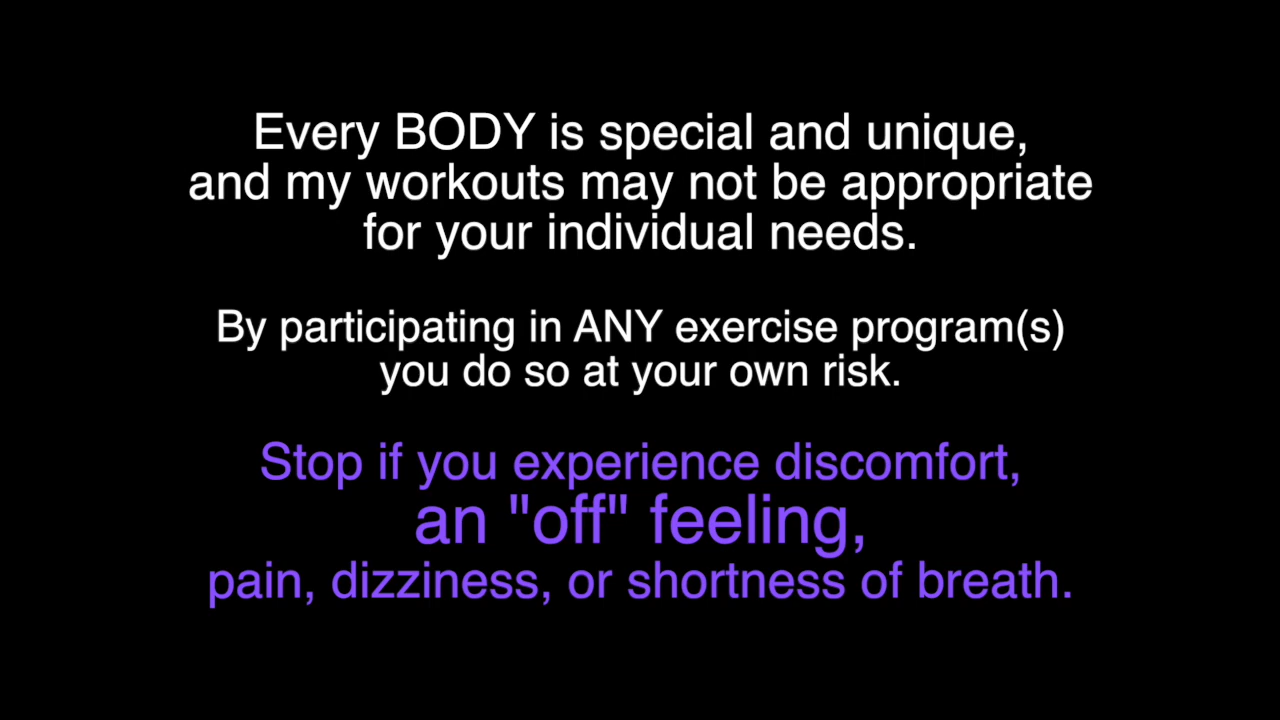 Every BODY is special and unique,
and my workouts may not be appropriate
for your individual needs.
By participating in ANY exercise program(s)
you do so at your own risk.
Stop if you experience discomfort,
an "off" feeling,
pain, dizziness, or shortness of breath.